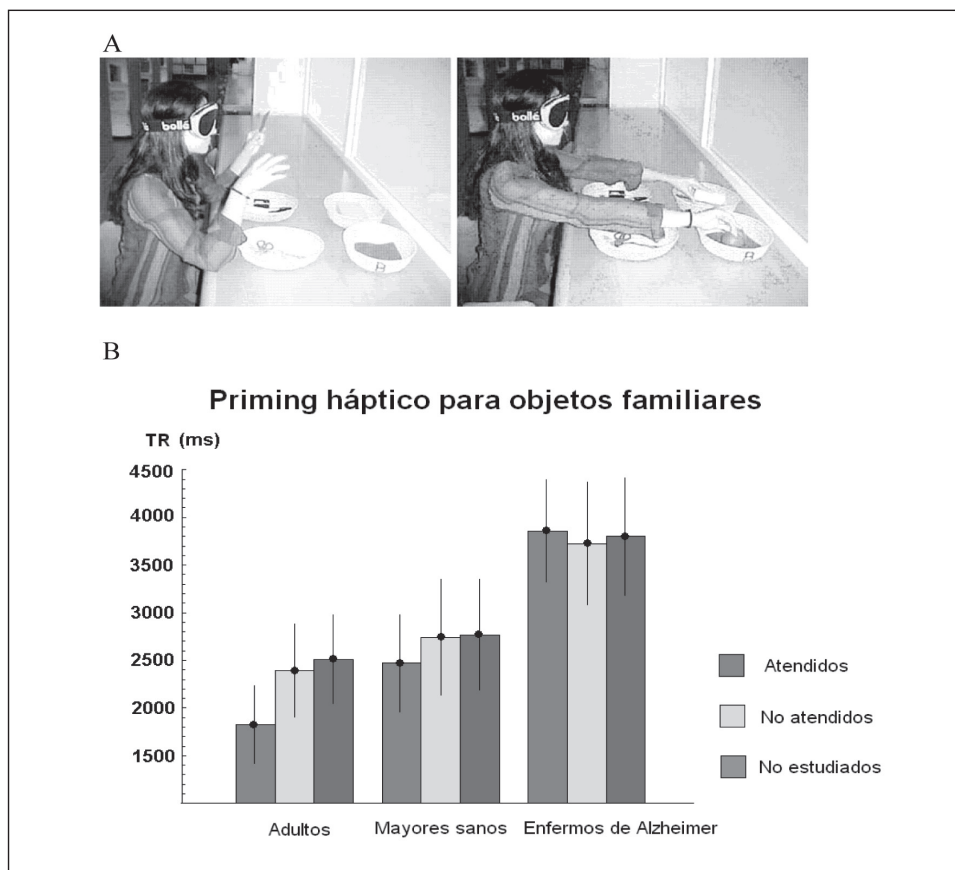 A
bollé
bollé
B
Priming háptico para objetos familiares
TR (ms)
4500
4000
3500
3000
2500
2000
1500
Adultos
Mayores sanos
Enfermos de Alzheimer
Atendidos
No atendidos
No estudiados